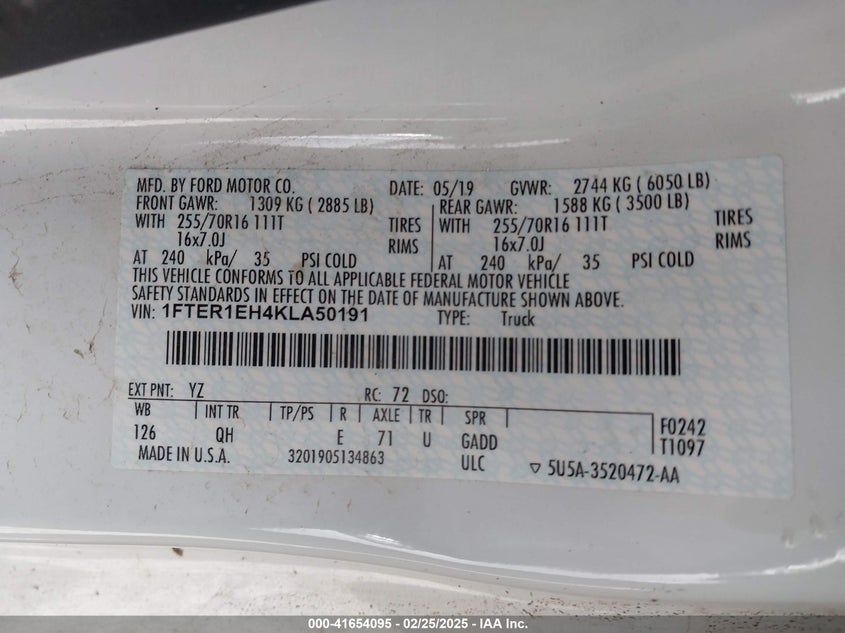 MFD. BY FORD MOTOR CO. DATE: 05/19 GVWR: 2744 KG ( 6050 LB)
FRONT GAWR: 1309 KG ( 2885 LB) REAR GAWR: 1588 KG ( 3500 LB)
WITH 255/70R16 111T TIRES WITH 255/70R16 111T TIRES
16x7.0J RIMS 16x7.0J RIMS
AT 240 kPa/ 35 PSI COLD AT 240 kPa/ 35 PSI COLD
THIS VEHICLE CONFORMS TO ALL APPLICABLE FEDERAL MOTOR VEHICLE
SAFETY STANDARDS IN EFFECT ON THE DATE OF MANUFACTURE SHOWN ABOVE.
VIN: 1FTER1EH4KLA50191 TYPE: Truck
EXT PNT: YZ RC: 72 DSO:
WB INT TR TP/PS R AXLE TR SPR F0242
126 QH E 71 U GADD T1097
MADE IN U.S.A. 3201905134863 ULC ▽ 5U5A-3520472-AA
000-41654095 - 02/25/2025 - IAA Inc.